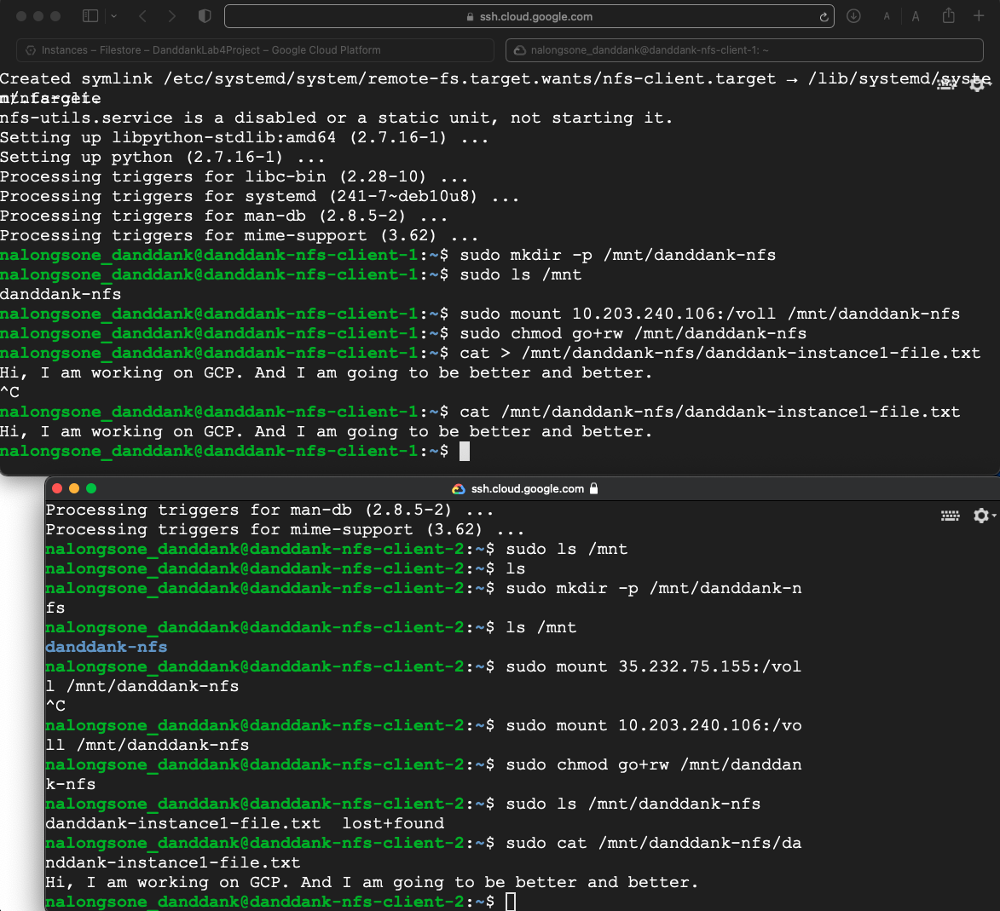 ssh.cloud.google.com
A A
Instances – Filestore – DanddankLab4Project – Google Cloud Platform
nalongsone_danddank@danddank-nfs-client-1: ~
Created symlink /etc/systemd/system/remote-fs.target.wants/nfs-client.target → /lib/systemd/syste
nfs-utils.service is a disabled or a static unit, not starting it.
Setting up libpython-stdlib:amd64 (2.7.16-1) ...
Setting up python (2.7.16-1) ...
Processing triggers for libc-bin (2.28-10) ...
Processing triggers for systemd (241-7~deb10u8) ...
Processing triggers for man-db (2.8.5-2) ...
Processing triggers for mime-support (3.62) ...
nalongsone_danddank@danddank-nfs-client-1:~$ sudo mkdir -p /mnt/danddank-nfs
nalongsone_danddank@danddank-nfs-client-1:~$ sudo ls /mnt
danddank-nfs
nalongsone_danddank@danddank-nfs-client-1:~$ sudo mount 10.203.240.106:/voll /mnt/danddank-nfs
nalongsone_danddank@danddank-nfs-client-1:~$ sudo chmod go+rw /mnt/danddank-nfs
nalongsone_danddank@danddank-nfs-client-1:~$ cat > /mnt/danddank-nfs/danddank-instance1-file.txt
Hi, I am working on GCP. And I am going to be better and better.
^C
nalongsone_danddank@danddank-nfs-client-1:~$ cat /mnt/danddank-nfs/danddank-instance1-file.txt
Hi, I am working on GCP. And I am going to be better and better.
nalongsone_danddank@danddank-nfs-client-1:~$
ssh.cloud.google.com
Processing triggers for man-db (2.8.5-2) ...
Processing triggers for mime-support (3.62) ...
nalongsone_danddank@danddank-nfs-client-2:~$ sudo ls /mnt
nalongsone_danddank@danddank-nfs-client-2:~$ ls
nalongsone_danddank@danddank-nfs-client-2:~$ sudo mkdir -p /mnt/danddank-n
fs
nalongsone_danddank@danddank-nfs-client-2:~$ ls /mnt
danddank-nfs
nalongsone_danddank@danddank-nfs-client-2:~$ sudo mount 35.232.75.155:/vol
l /mnt/danddank-nfs
^C
nalongsone_danddank@danddank-nfs-client-2:~$ sudo mount 10.203.240.106:/vo
ll /mnt/danddank-nfs
nalongsone_danddank@danddank-nfs-client-2:~$ sudo chmod go+rw /mnt/danddan
k-nfs
nalongsone_danddank@danddank-nfs-client-2:~$ sudo ls /mnt/danddank-nfs
danddank-instance1-file.txt  lost+found
nalongsone_danddank@danddank-nfs-client-2:~$ sudo cat /mnt/danddank-nfs/da
nddank-instance1-file.txt
Hi, I am working on GCP. And I am going to be better and better.
nalongsone_danddank@danddank-nfs-client-2:~$